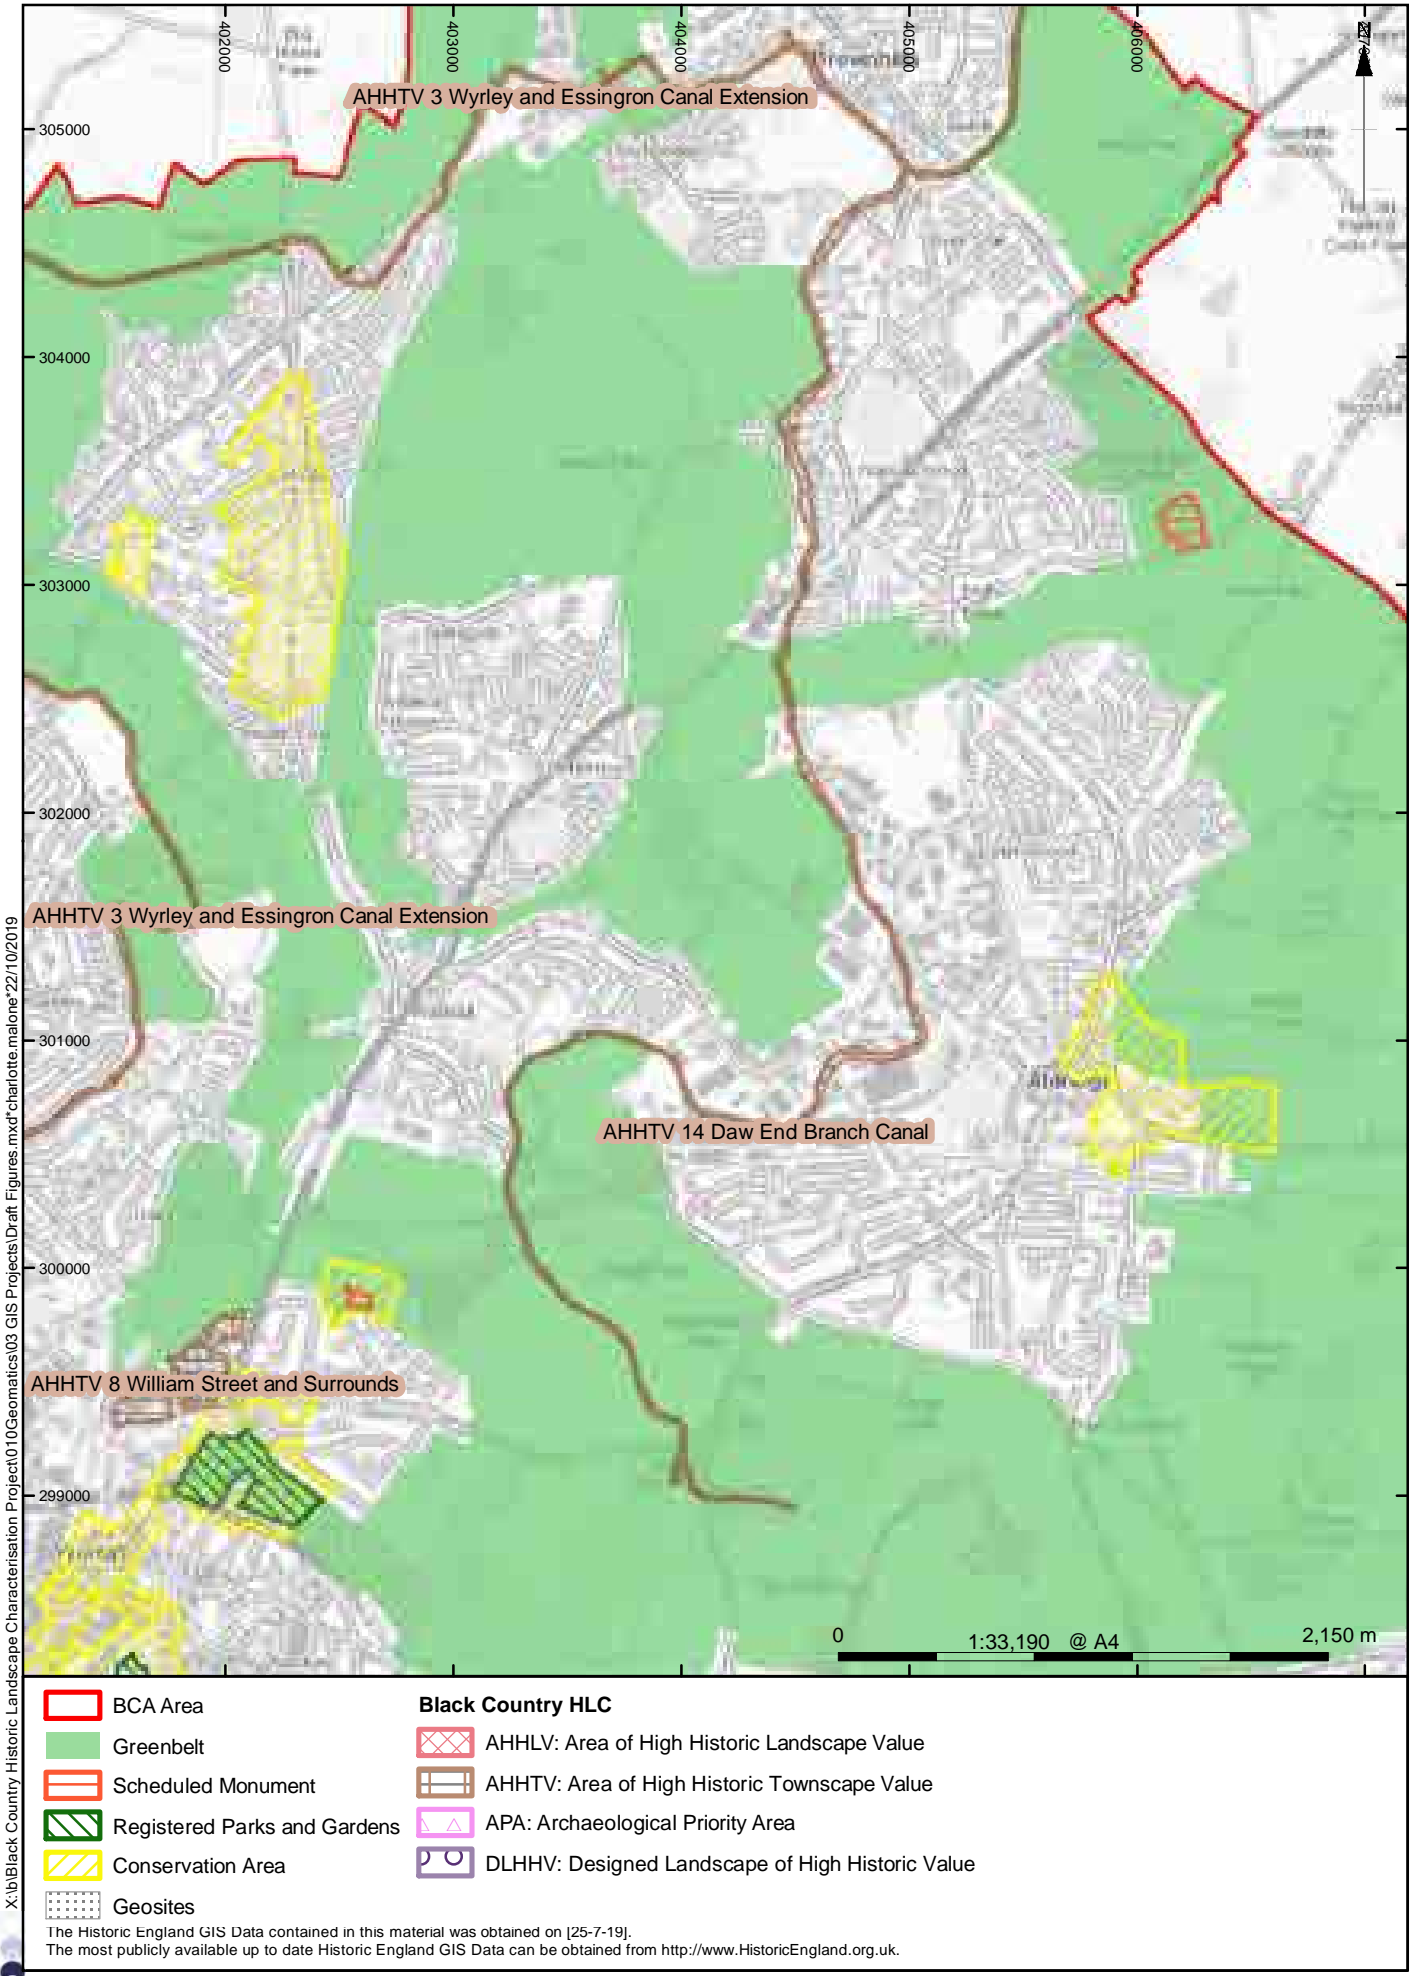 402000
403000
404000
405000
406000
305000
304000
303000
302000
301000
300000
299000
AHHTV 3 Wyrley and Essingron Canal Extension
AHHTV 3 Wyrley and Essingron Canal Extension
AHHTV 14 Daw End Branch Canal
AHHTV 8 William Street and Surrounds
0
1:33,190 @ A4
2,150 m
X:\b\Black Country Historic Landscape Characterisation Project\010Geomatics\03 GIS Projects\Draft Figures.mxd*charlotte.malone*22/10/2019
BCA Area
Greenbelt
Scheduled Monument
Registered Parks and Gardens
Conservation Area
Geosites
Black Country HLC
AHHLV: Area of High Historic Landscape Value
AHHTV: Area of High Historic Townscape Value
APA: Archaeological Priority Area
DLHHV: Designed Landscape of High Historic Value
The Historic England GIS Data contained in this material was obtained on [25-7-19].
The most publicly available up to date Historic England GIS Data can be obtained from http://www.HistoricEngland.org.uk.